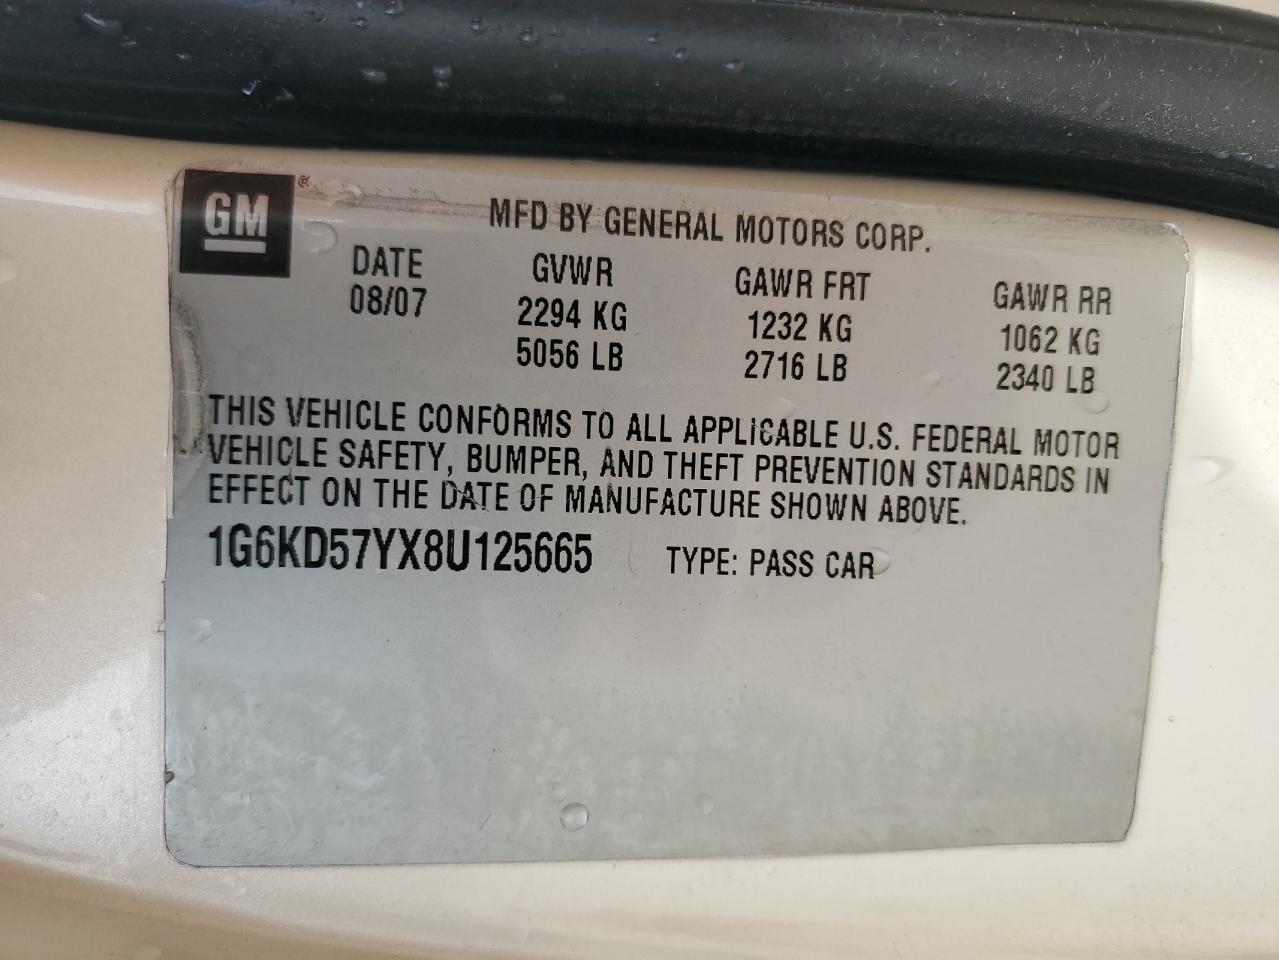 GM ®
MFD BY GENERAL MOTORS CORP.
DATE GVWR GAWR FRT GAWR RR
08/07 2294 KG 1232 KG 1062 KG
5056 LB 2716 LB 2340 LB
THIS VEHICLE CONFORMS TO ALL APPLICABLE U.S. FEDERAL MOTOR
VEHICLE SAFETY, BUMPER, AND THEFT PREVENTION STANDARDS IN
EFFECT ON THE DATE OF MANUFACTURE SHOWN ABOVE.
1G6KD57YX8U125665 TYPE: PASS CAR